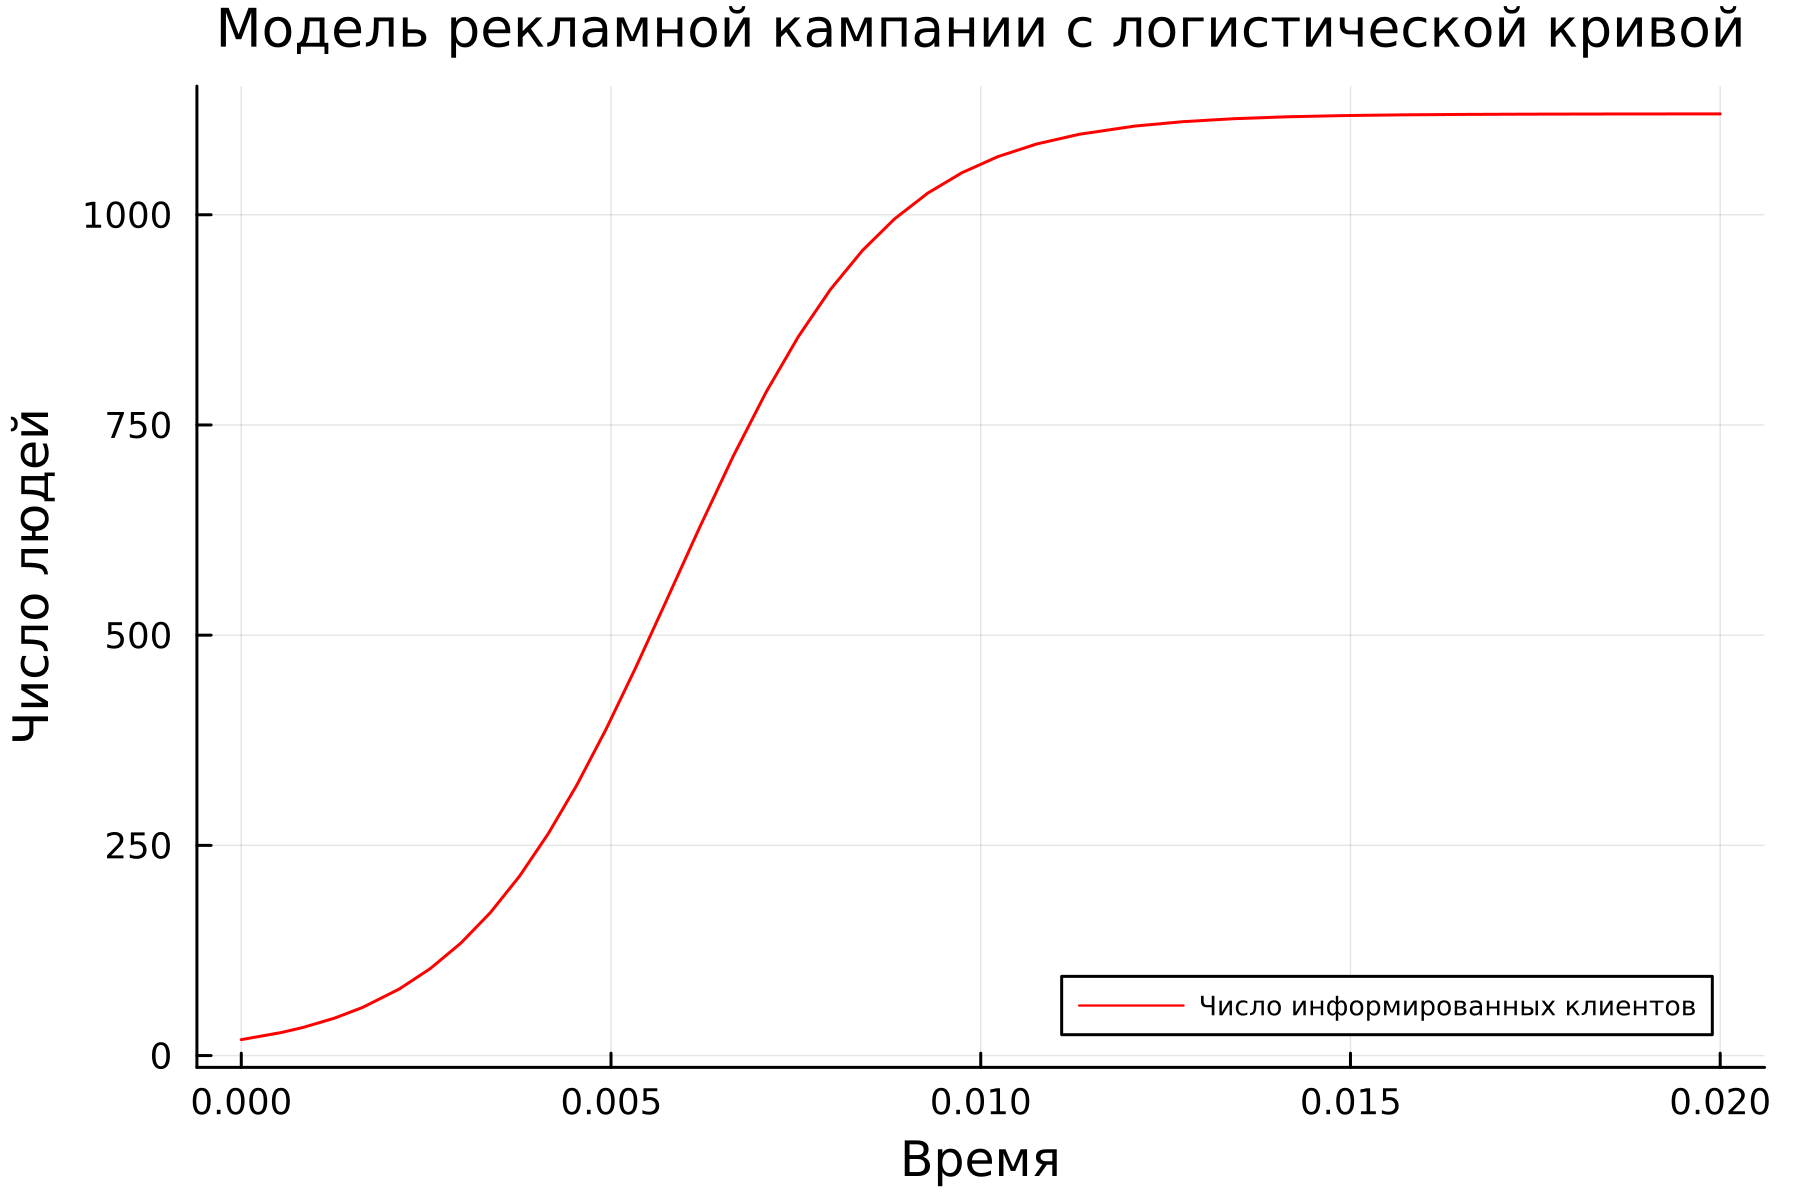 Модель рекламной кампании с логистической кривой
Число людей
1000
750
500
250
0
0.000 0.005 0.010 0.015 0.020
Время
Число информированных клиентов